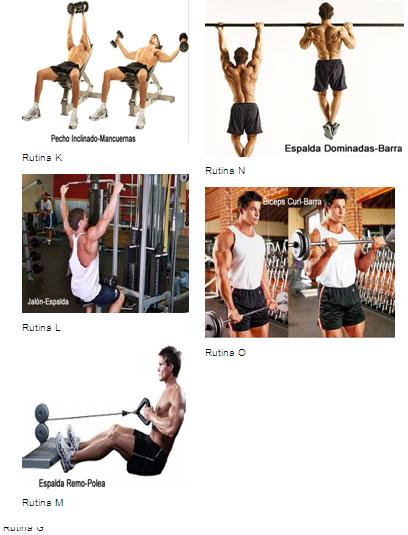 Pecho Inclinado-Mancuernas
Rutina K
Jalón-Espalda
Rutina L
Espalda Remo-Polea
Rutina M
Espalda Dominadas-Barra
Rutina N
Biceps Curl-Barra
Rutina O
Rutina G